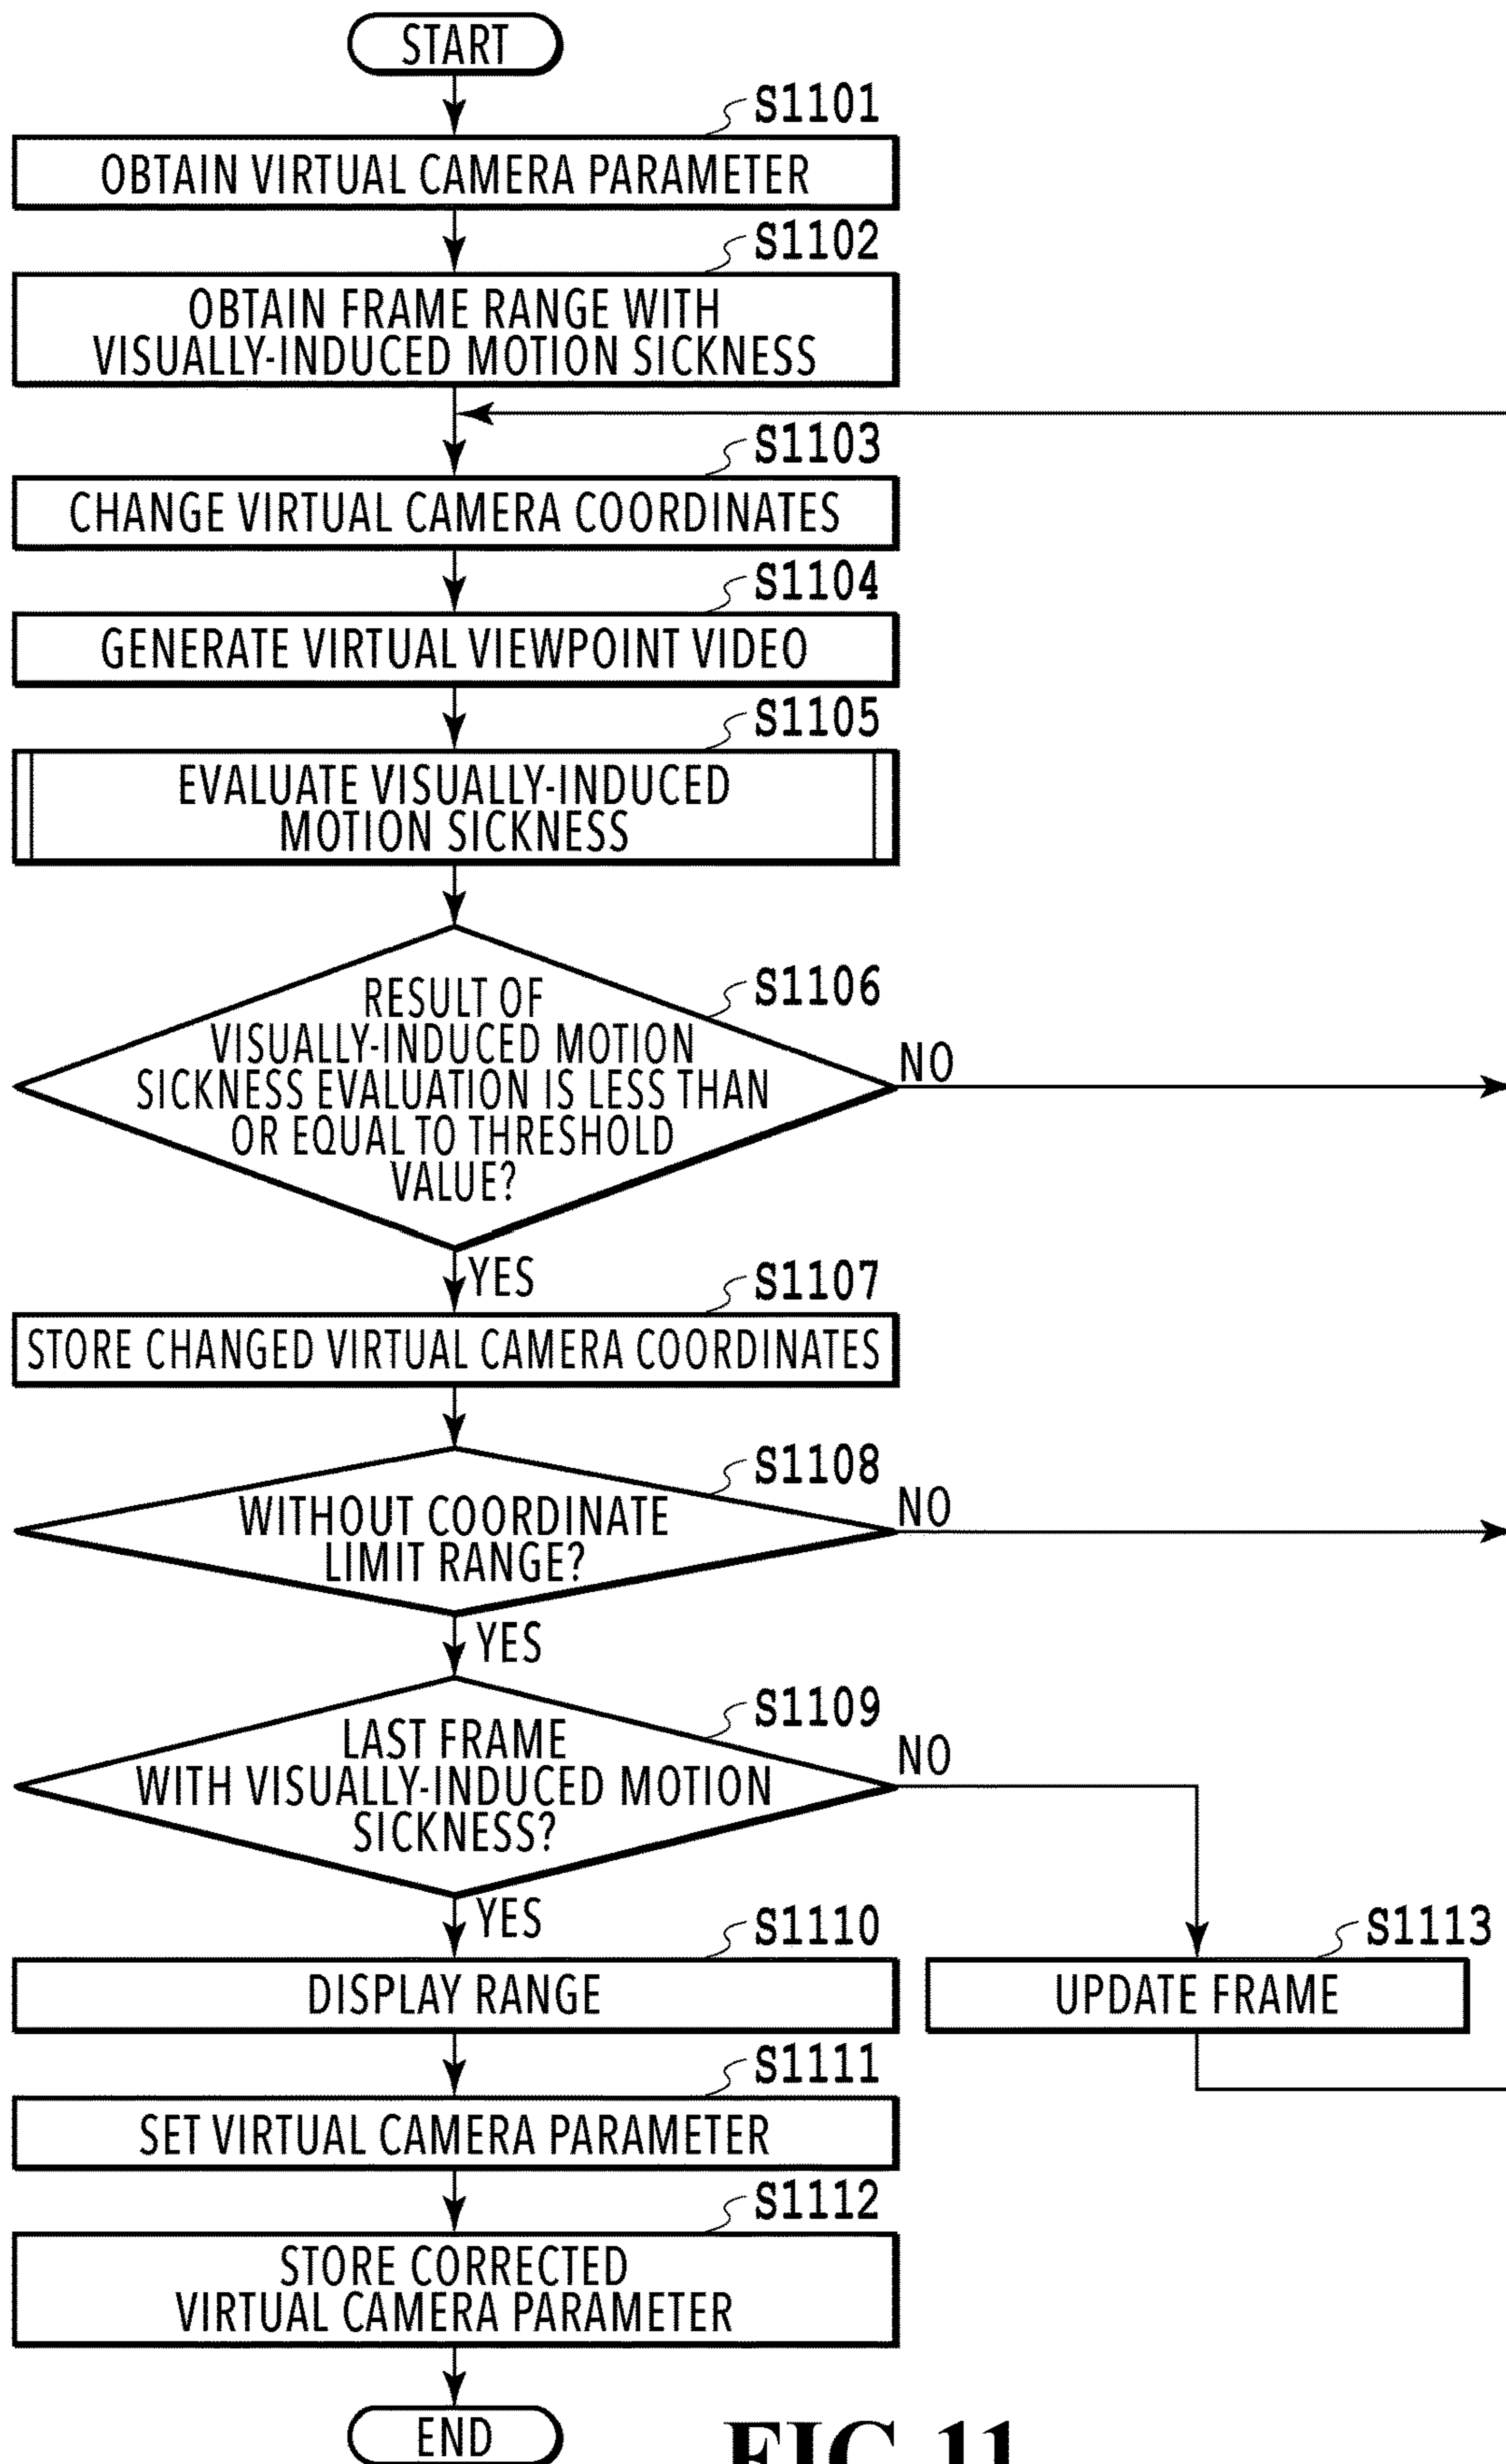 START
S1101
OBTAIN VIRTUAL CAMERA PARAMETER
S1102
OBTAIN FRAME RANGE WITH
VISUALLY-INDUCED MOTION SICKNESS
S1103
CHANGE VIRTUAL CAMERA COORDINATES
S1104
GENERATE VIRTUAL VIEWPOINT VIDEO
S1105
EVALUATE VISUALLY-INDUCED
MOTION SICKNESS
S1106
RESULT OF
VISUALLY-INDUCED MOTION
SICKNESS EVALUATION IS LESS THAN
OR EQUAL TO THRESHOLD
VALUE?
NO
YES
S1107
STORE CHANGED VIRTUAL CAMERA COORDINATES
S1108
WITHOUT COORDINATE
LIMIT RANGE?
NO
YES
S1109
LAST FRAME
WITH VISUALLY-INDUCED MOTION
SICKNESS?
NO
YES
S1110
DISPLAY RANGE
S1113
UPDATE FRAME
S1111
SET VIRTUAL CAMERA PARAMETER
S1112
STORE CORRECTED
VIRTUAL CAMERA PARAMETER
END
FIG.11